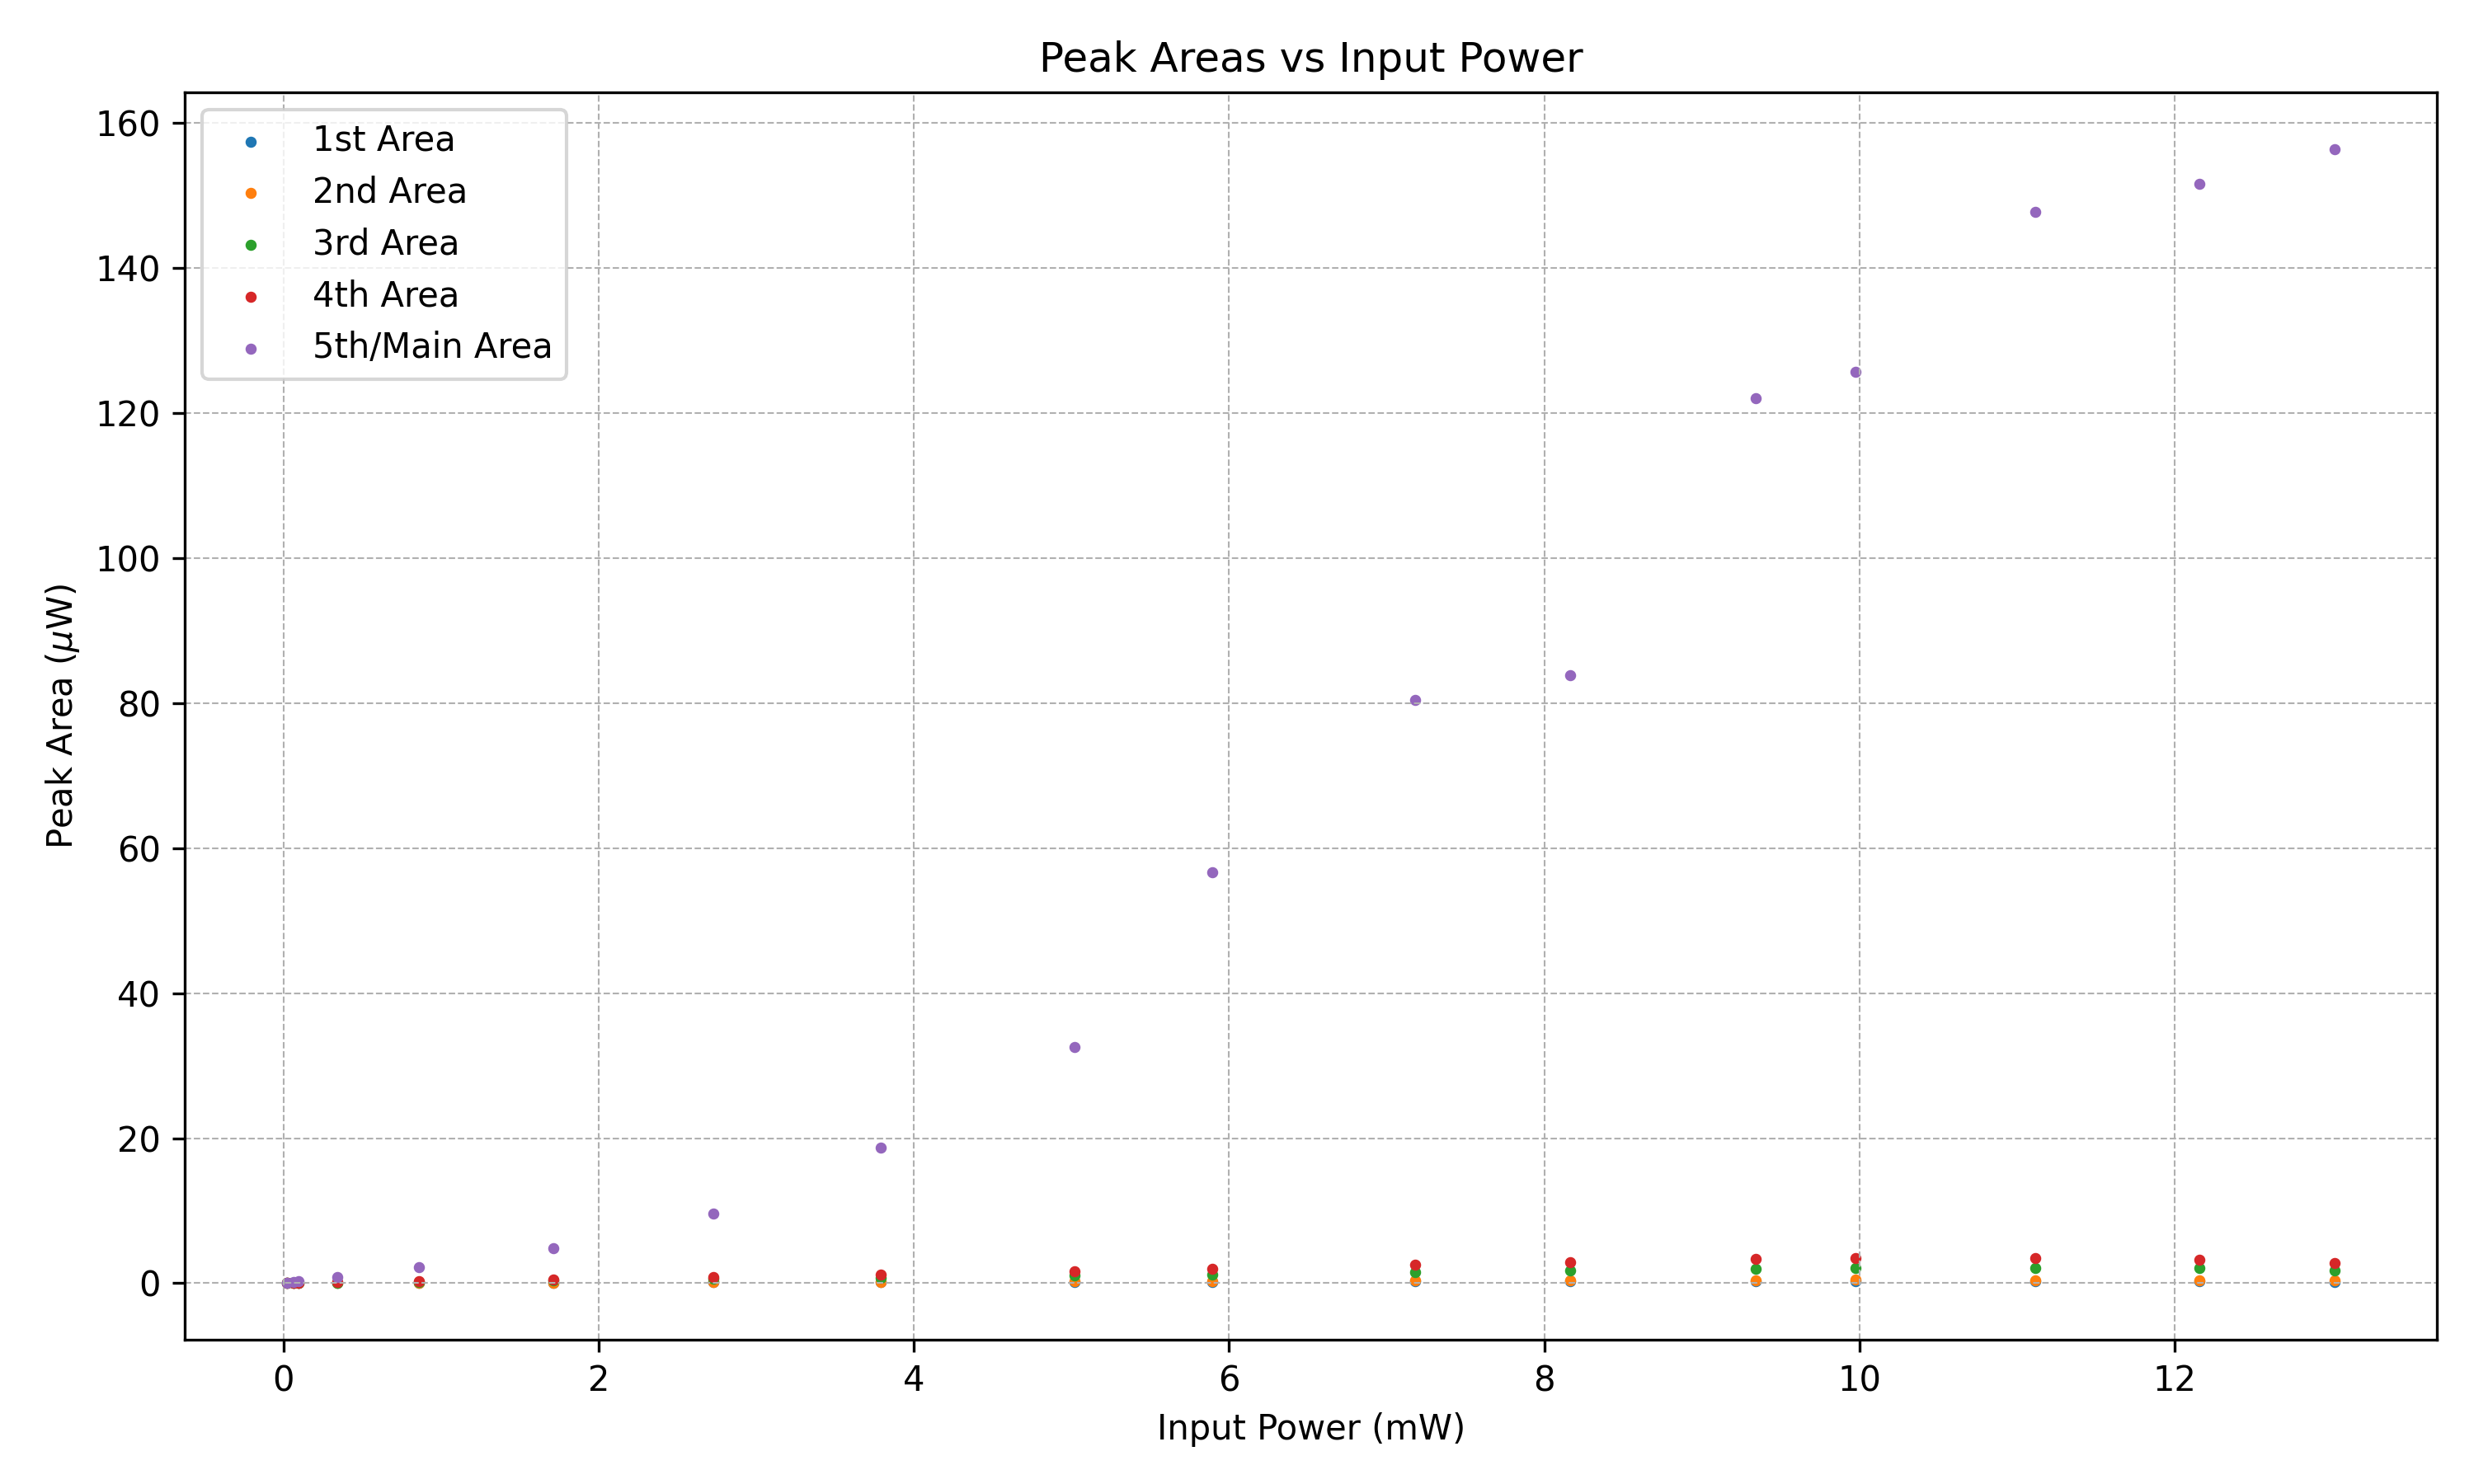 Peak Areas vs Input Power
160
140
120
100
80
60
40
20
0
Peak Area (μW)
1st Area
2nd Area
3rd Area
4th Area
5th/Main Area
0 2 4 6 8 10 12
Input Power (mW)